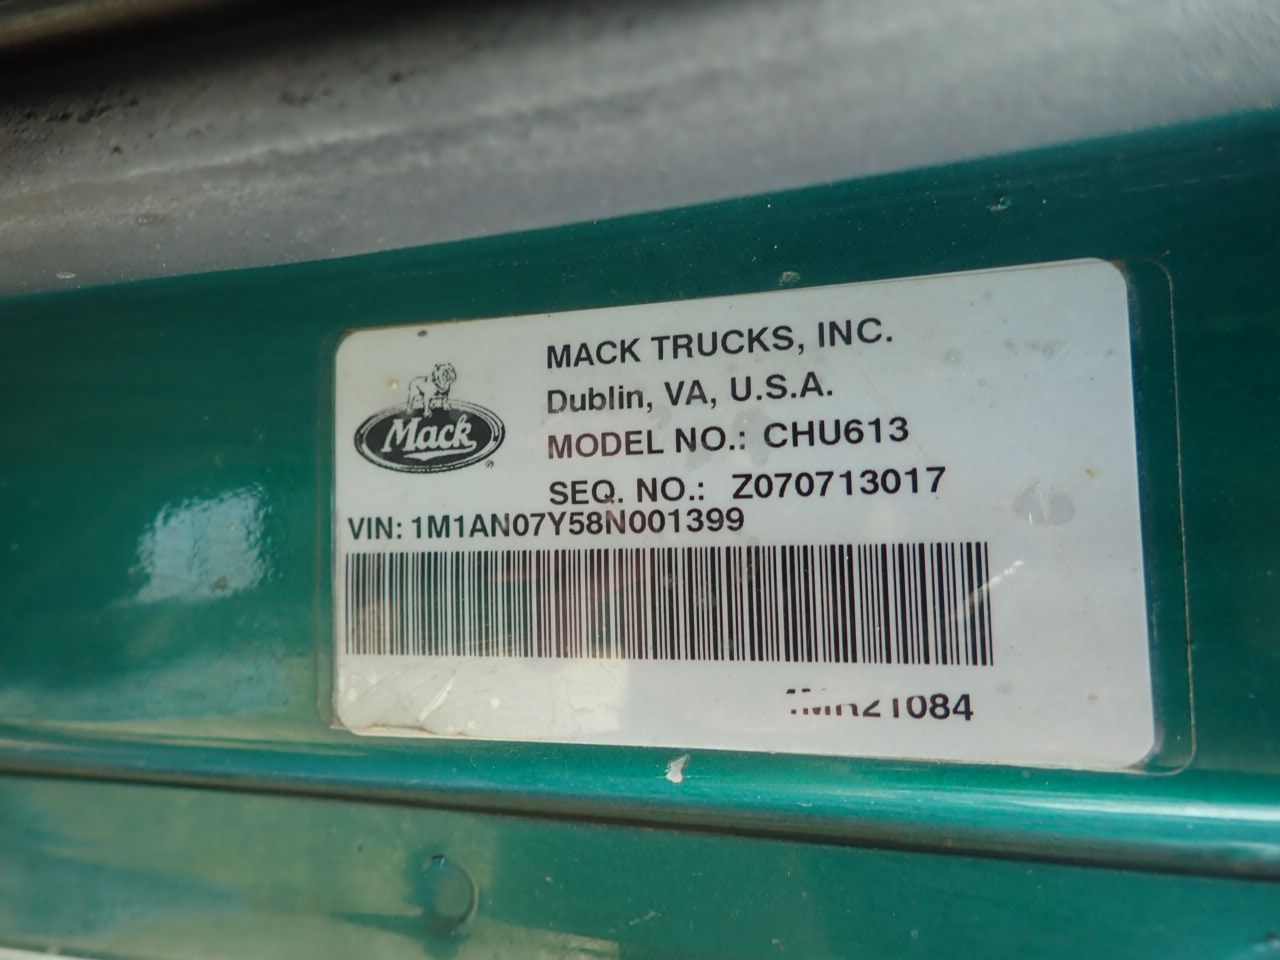 MACK TRUCKS, INC.
Dublin, VA, U.S.A.
Mack
MODEL NO.: CHU613
SEQ. NO.: Z070713017
VIN: 1M1AN07Y58N001399